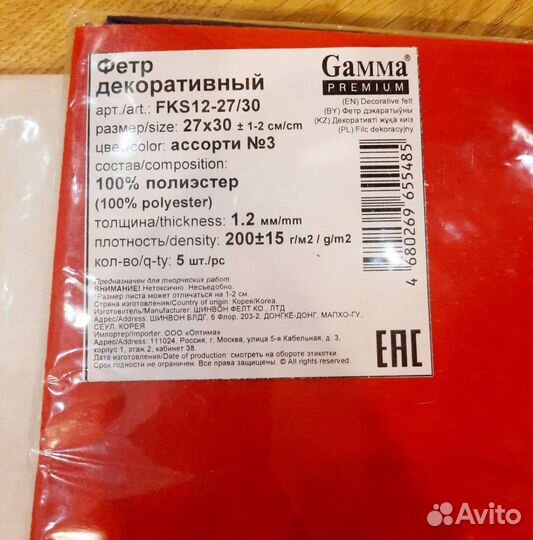 Фетр
декоративный
арт./art.: FKS12-27/30
размер/size: 27x30 ± 1-2 см/cm
цвет/color: ассорти №3
состав/composition:
100% полиэстер
(100% polyester)
толщина/thickness: 1.2 мм/mm
плотность/density: 200±15 г/м2 / g/m2
кол-во/q-ty: 5 шт./pc
GAMMA
PREMIUM
(EN) Decorative felt
(BY) Фетр дэкаратыўны
(KZ) Декоративті жұқа киіз
(PL) Filc dekoracyjny
4 680269 655485
Предназначен для творческих работ
ВНИМАНИЕ! Нетоксично. Несъедобно.
*Размер листа может отличаться на 1-2 см.
Страна изготовления/Country of origin: Корея/Korea
Изготовитель/Manufacturer: ШИНВОН ФЕЛТ КО., ЛТД
Адрес/Address: ШИНВОН БЛДГ, 6 Флор, 203-2, ДОНГКЁ-ДОНГ, МАПХО-ГУ,
СЕУЛ, КОРЕЯ
Импортер/Importer: ООО «Оптима»
Адрес/Address: 111024, Россия, г. Москва, улица 5-я Кабельная, д. 3,
корпус 1, этаж 2, кабинет 38.
Дата изготовления/Date of production: смотреть на обороте этикетки.
Срок годности не ограничен. Все права защищены. © All rights reserved
EAC
Avito